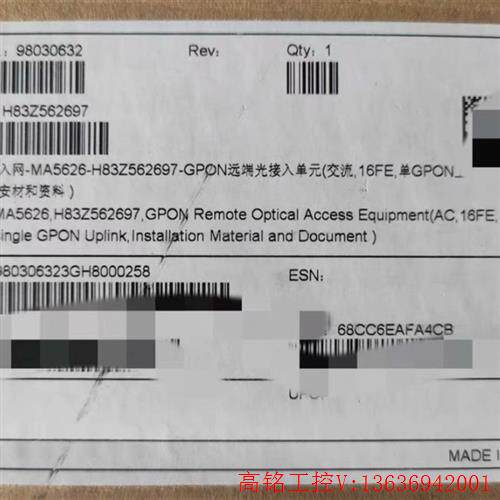 : 98030632 Rev: Qty: 1
H83Z562697
入网-MA5626-H83Z562697-GPON远端光接入单元(交流,16FE,单GPON
安材和资料)
MA5626,H83Z562697,GPON Remote Optical Access Equipment(AC,16FE,
single GPON Uplink,Installation Material and Document)
980306323GH8000258 ESN:
68CC6EAFA4CB
MADE I
高铭工控V:13636942001